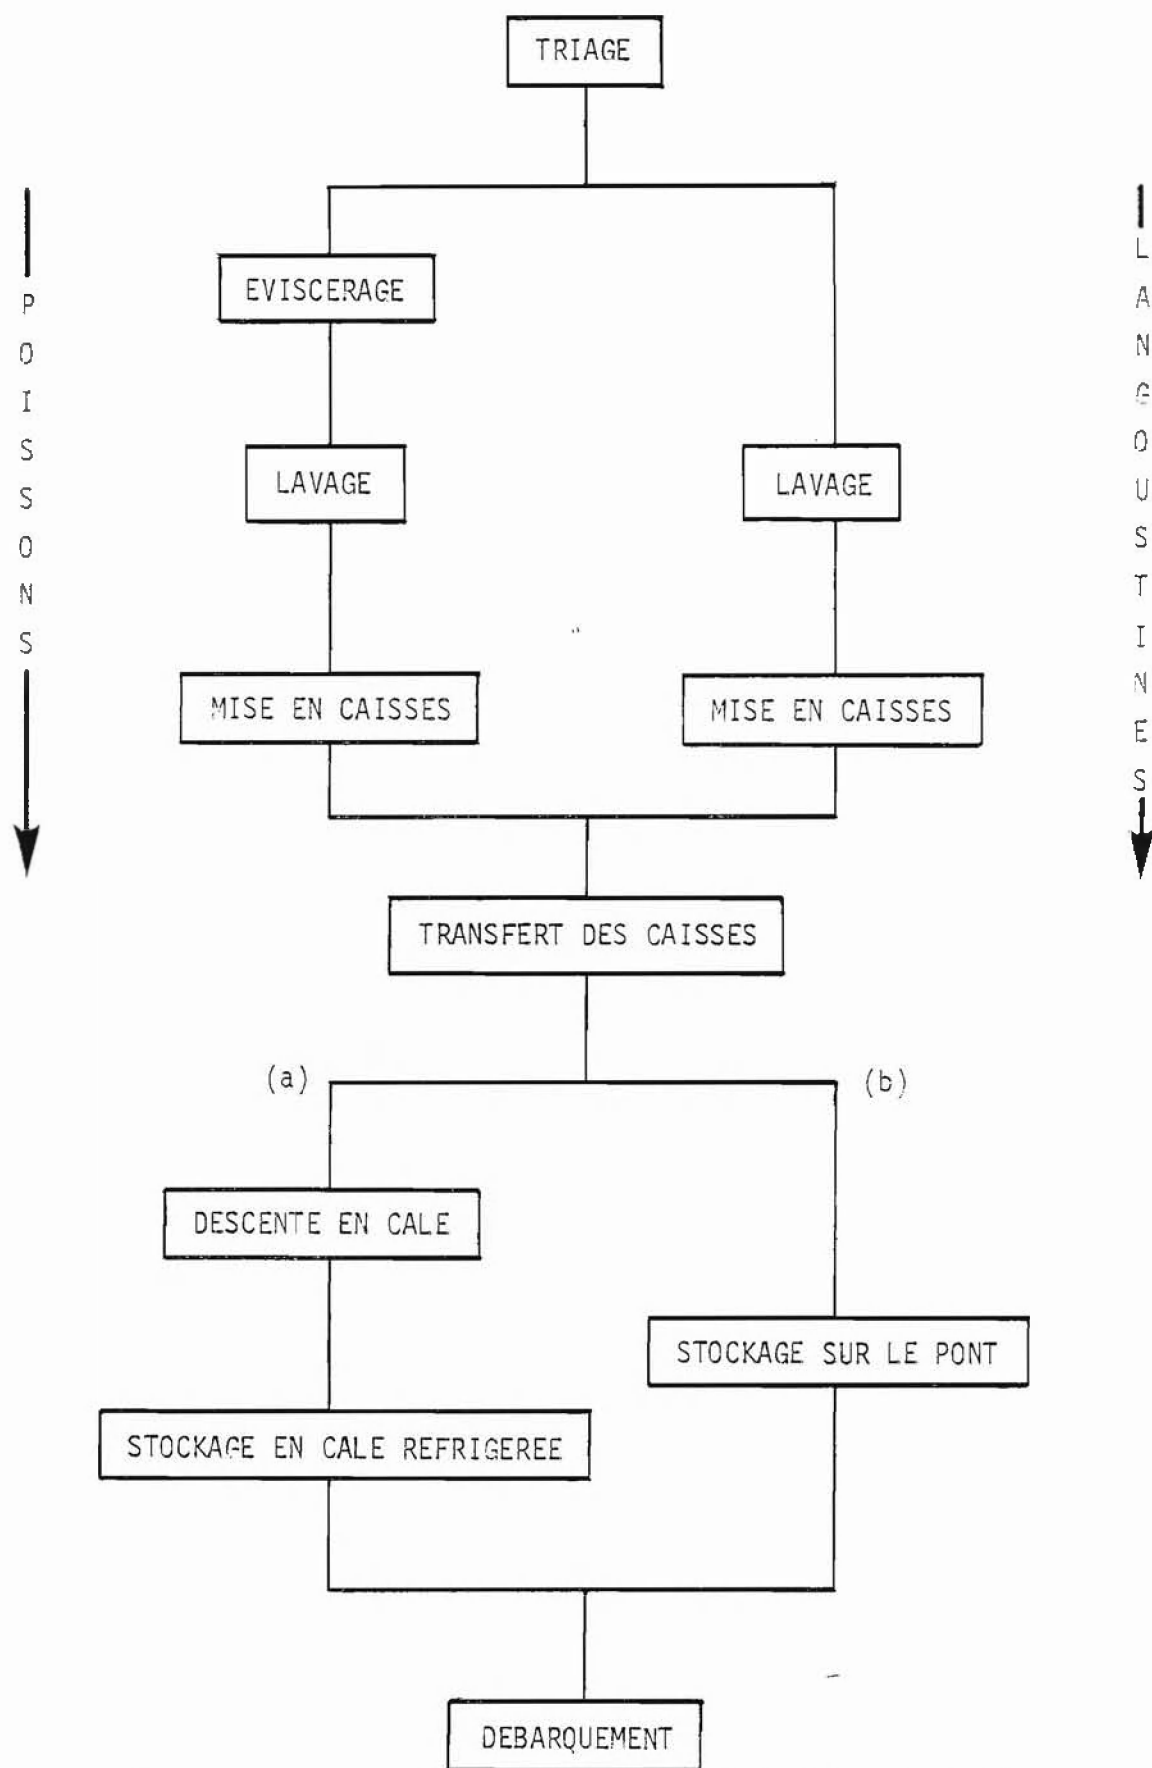 TRIAGE
POISSONS
LANGOUSTINES
EVISCERAGE
LAVAGE
LAVAGE
MISE EN CAISSES
MISE EN CAISSES
TRANSFERT DES CAISSES
(a)
(b)
DESCENTE EN CALE
STOCKAGE SUR LE PONT
STOCKAGE EN CALE REFRIGEREE
DEBARQUEMENT